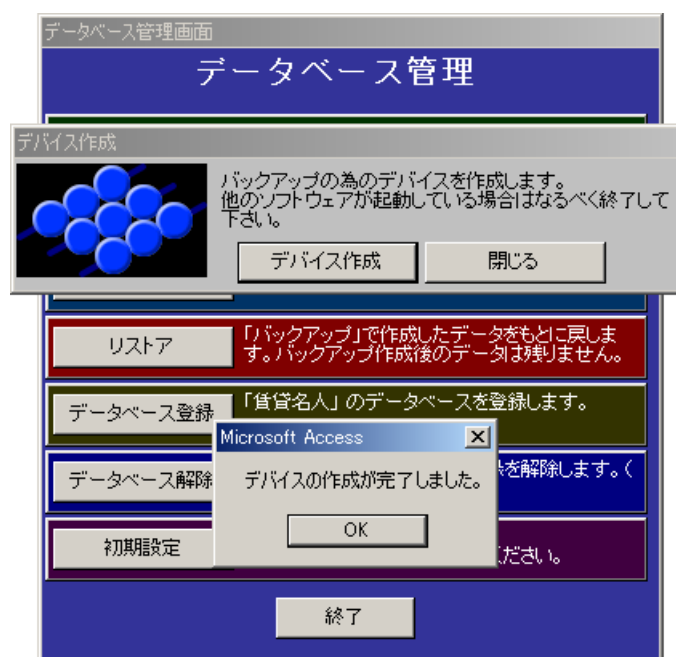 データベース管理画面
データベース管理
デバイス作成
バックアップの為のデバイスを作成します。
他のソフトウェアが起動している場合はなるべく終了して
下さい。
デバイス作成
閉じる
リストア
「バックアップ」で作成したデータをもとに戻しま
す。バックアップ作成後のデータは残りません。
データベース登録
「賃貸名人」のデータベースを登録します。
Microsoft Access
データベース解除
を解除します。(
デバイスの作成が完了しました。
OK
初期設定
ください。
終了